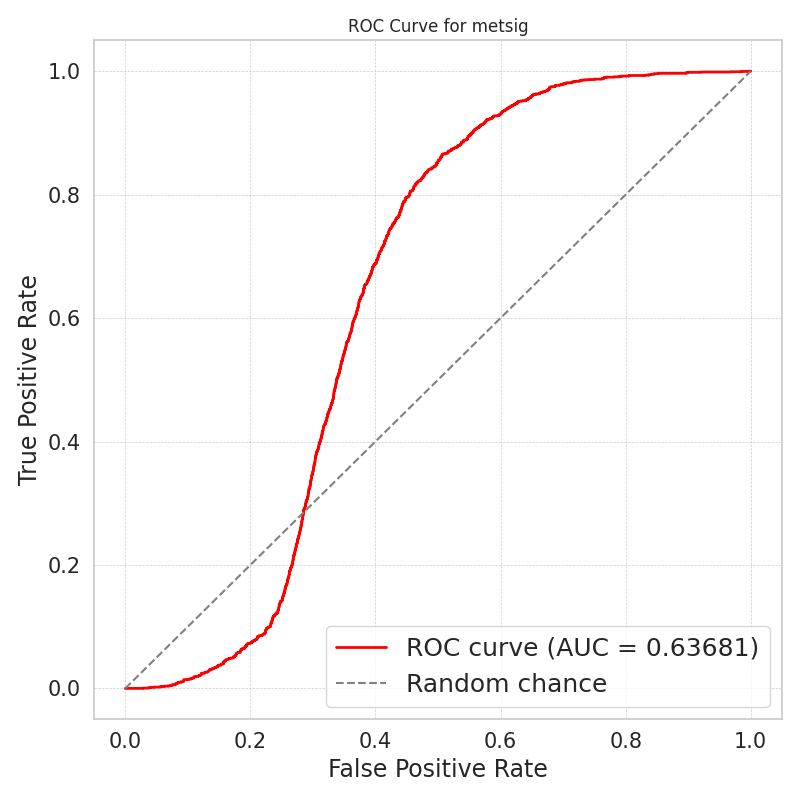 ROC Curve for metsig
1.0
0.8
0.6
0.4
0.2
0.0
True Positive Rate
ROC curve (AUC = 0.63681)
Random chance
0.0 0.2 0.4 0.6 0.8 1.0
False Positive Rate